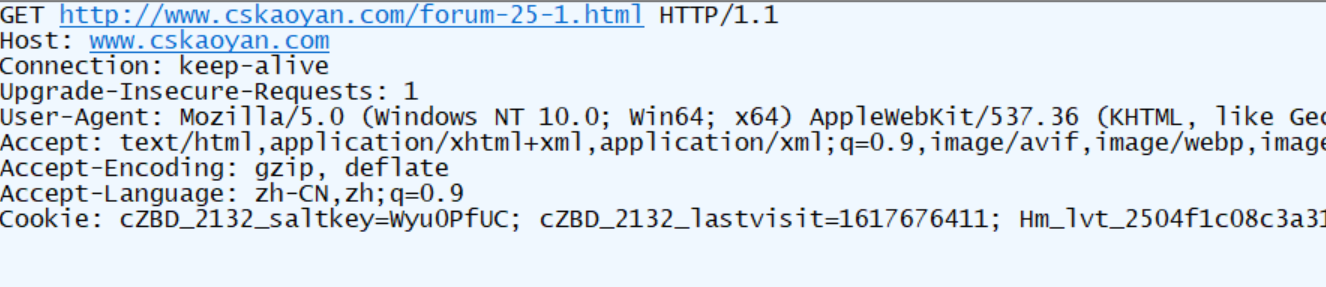 GET http://www.cskaoyan.com/forum-25-1.html HTTP/1.1
Host: www.cskaoyan.com
Connection: keep-alive
Upgrade-Insecure-Requests: 1
User-Agent: Mozilla/5.0 (Windows NT 10.0; Win64; x64) AppleWebKit/537.36 (KHTML, like Gec
Accept: text/html,application/xhtml+xml,application/xml;q=0.9,image/avif,image/webp,image
Accept-Encoding: gzip, deflate
Accept-Language: zh-CN,zh;q=0.9
Cookie: cZBD_2132_saltkey=WyuOPfUC; cZBD_2132_lastvisit=1617676411; Hm_lvt_2504f1c08c3a31